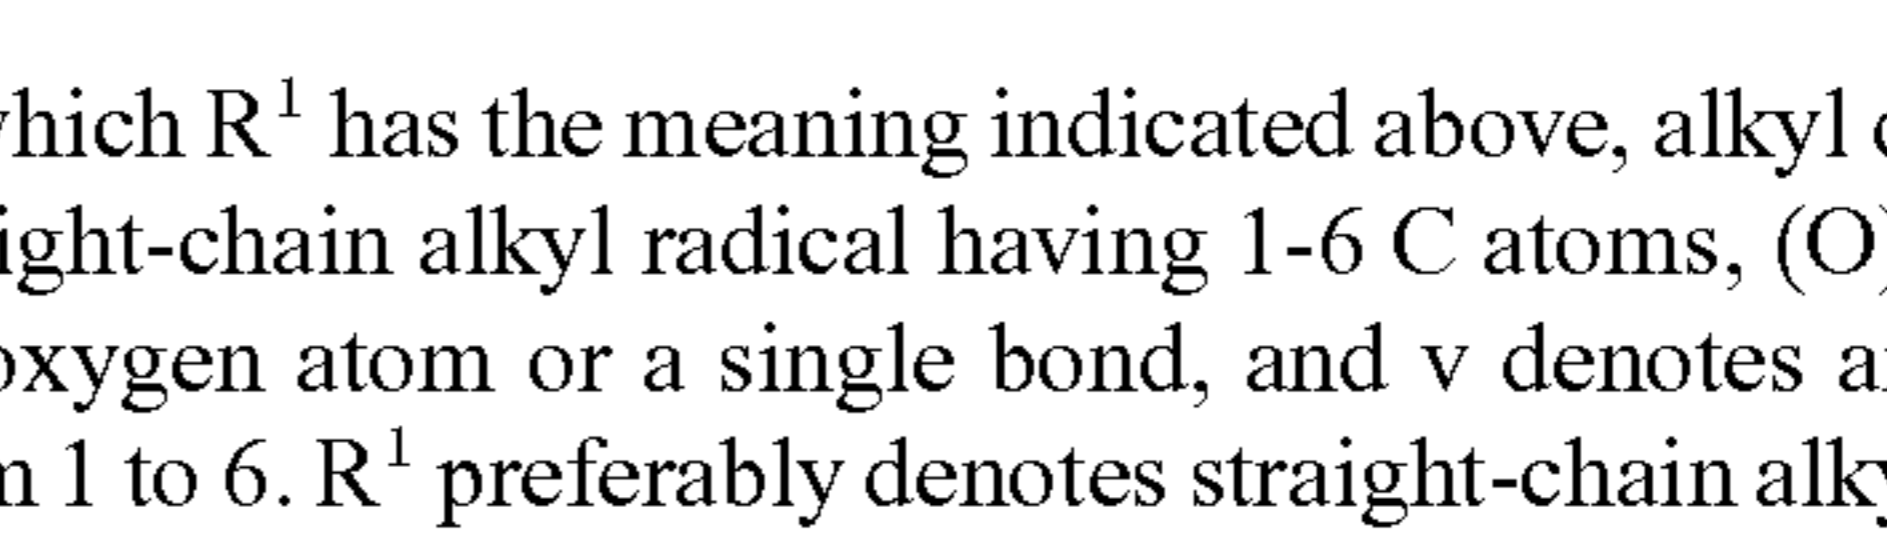 which R¹ has the meaning indicated above, alkyl
ight-chain alkyl radical having 1-6 C atoms, (O)
oxygen atom or a single bond, and v denotes
1 to 6. R¹ preferably denotes straight-chain alky